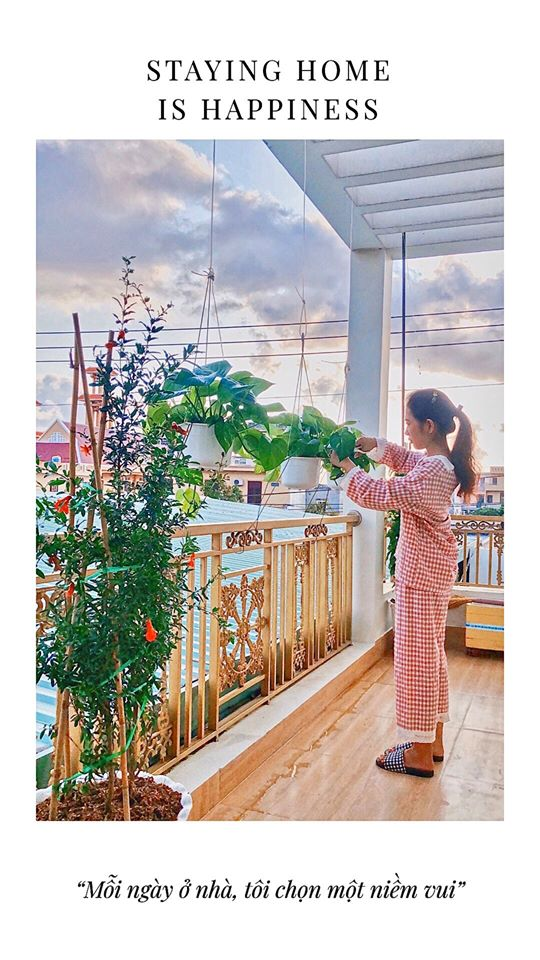 STAYING HOME
IS HAPPINESS
“Mỗi ngày ở nhà, tôi chọn một niềm vui”